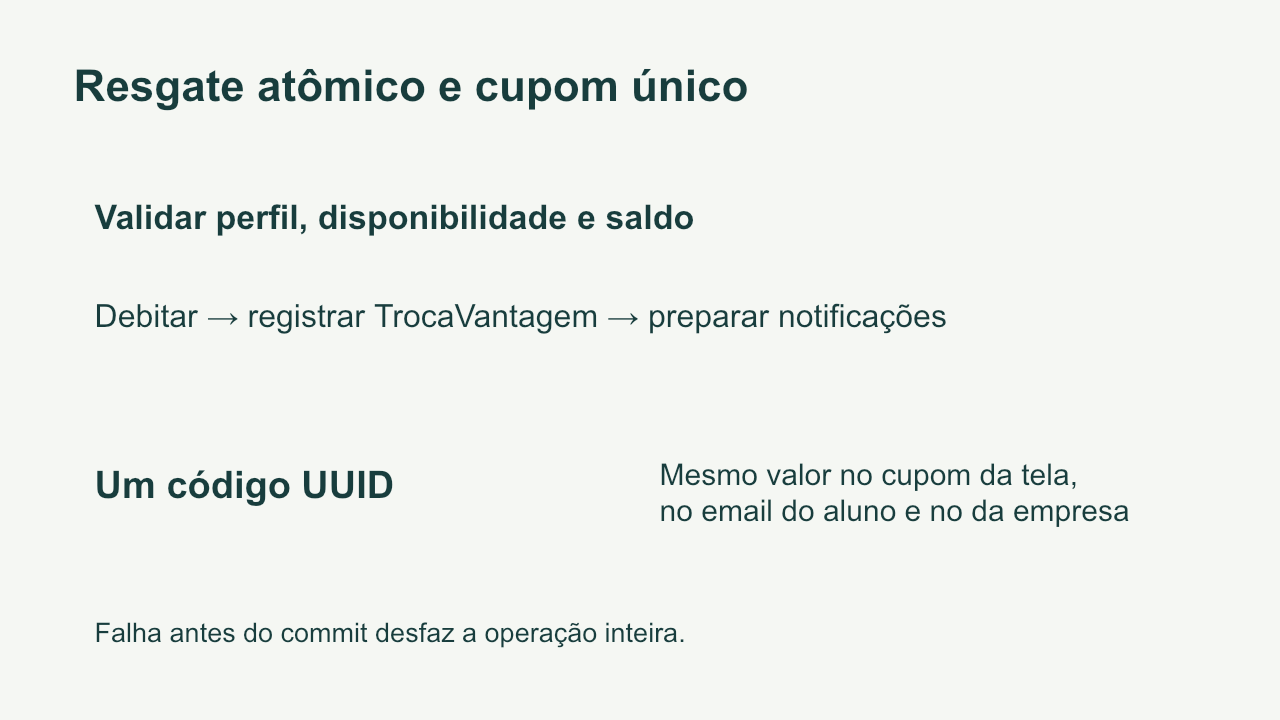 Resgate atômico e cupom único
Validar perfil, disponibilidade e saldo
Debitar → registrar TrocaVantagem → preparar notificações
Um código UUID
Mesmo valor no cupom da tela,
no email do aluno e no da empresa
Falha antes do commit desfaz a operação inteira.